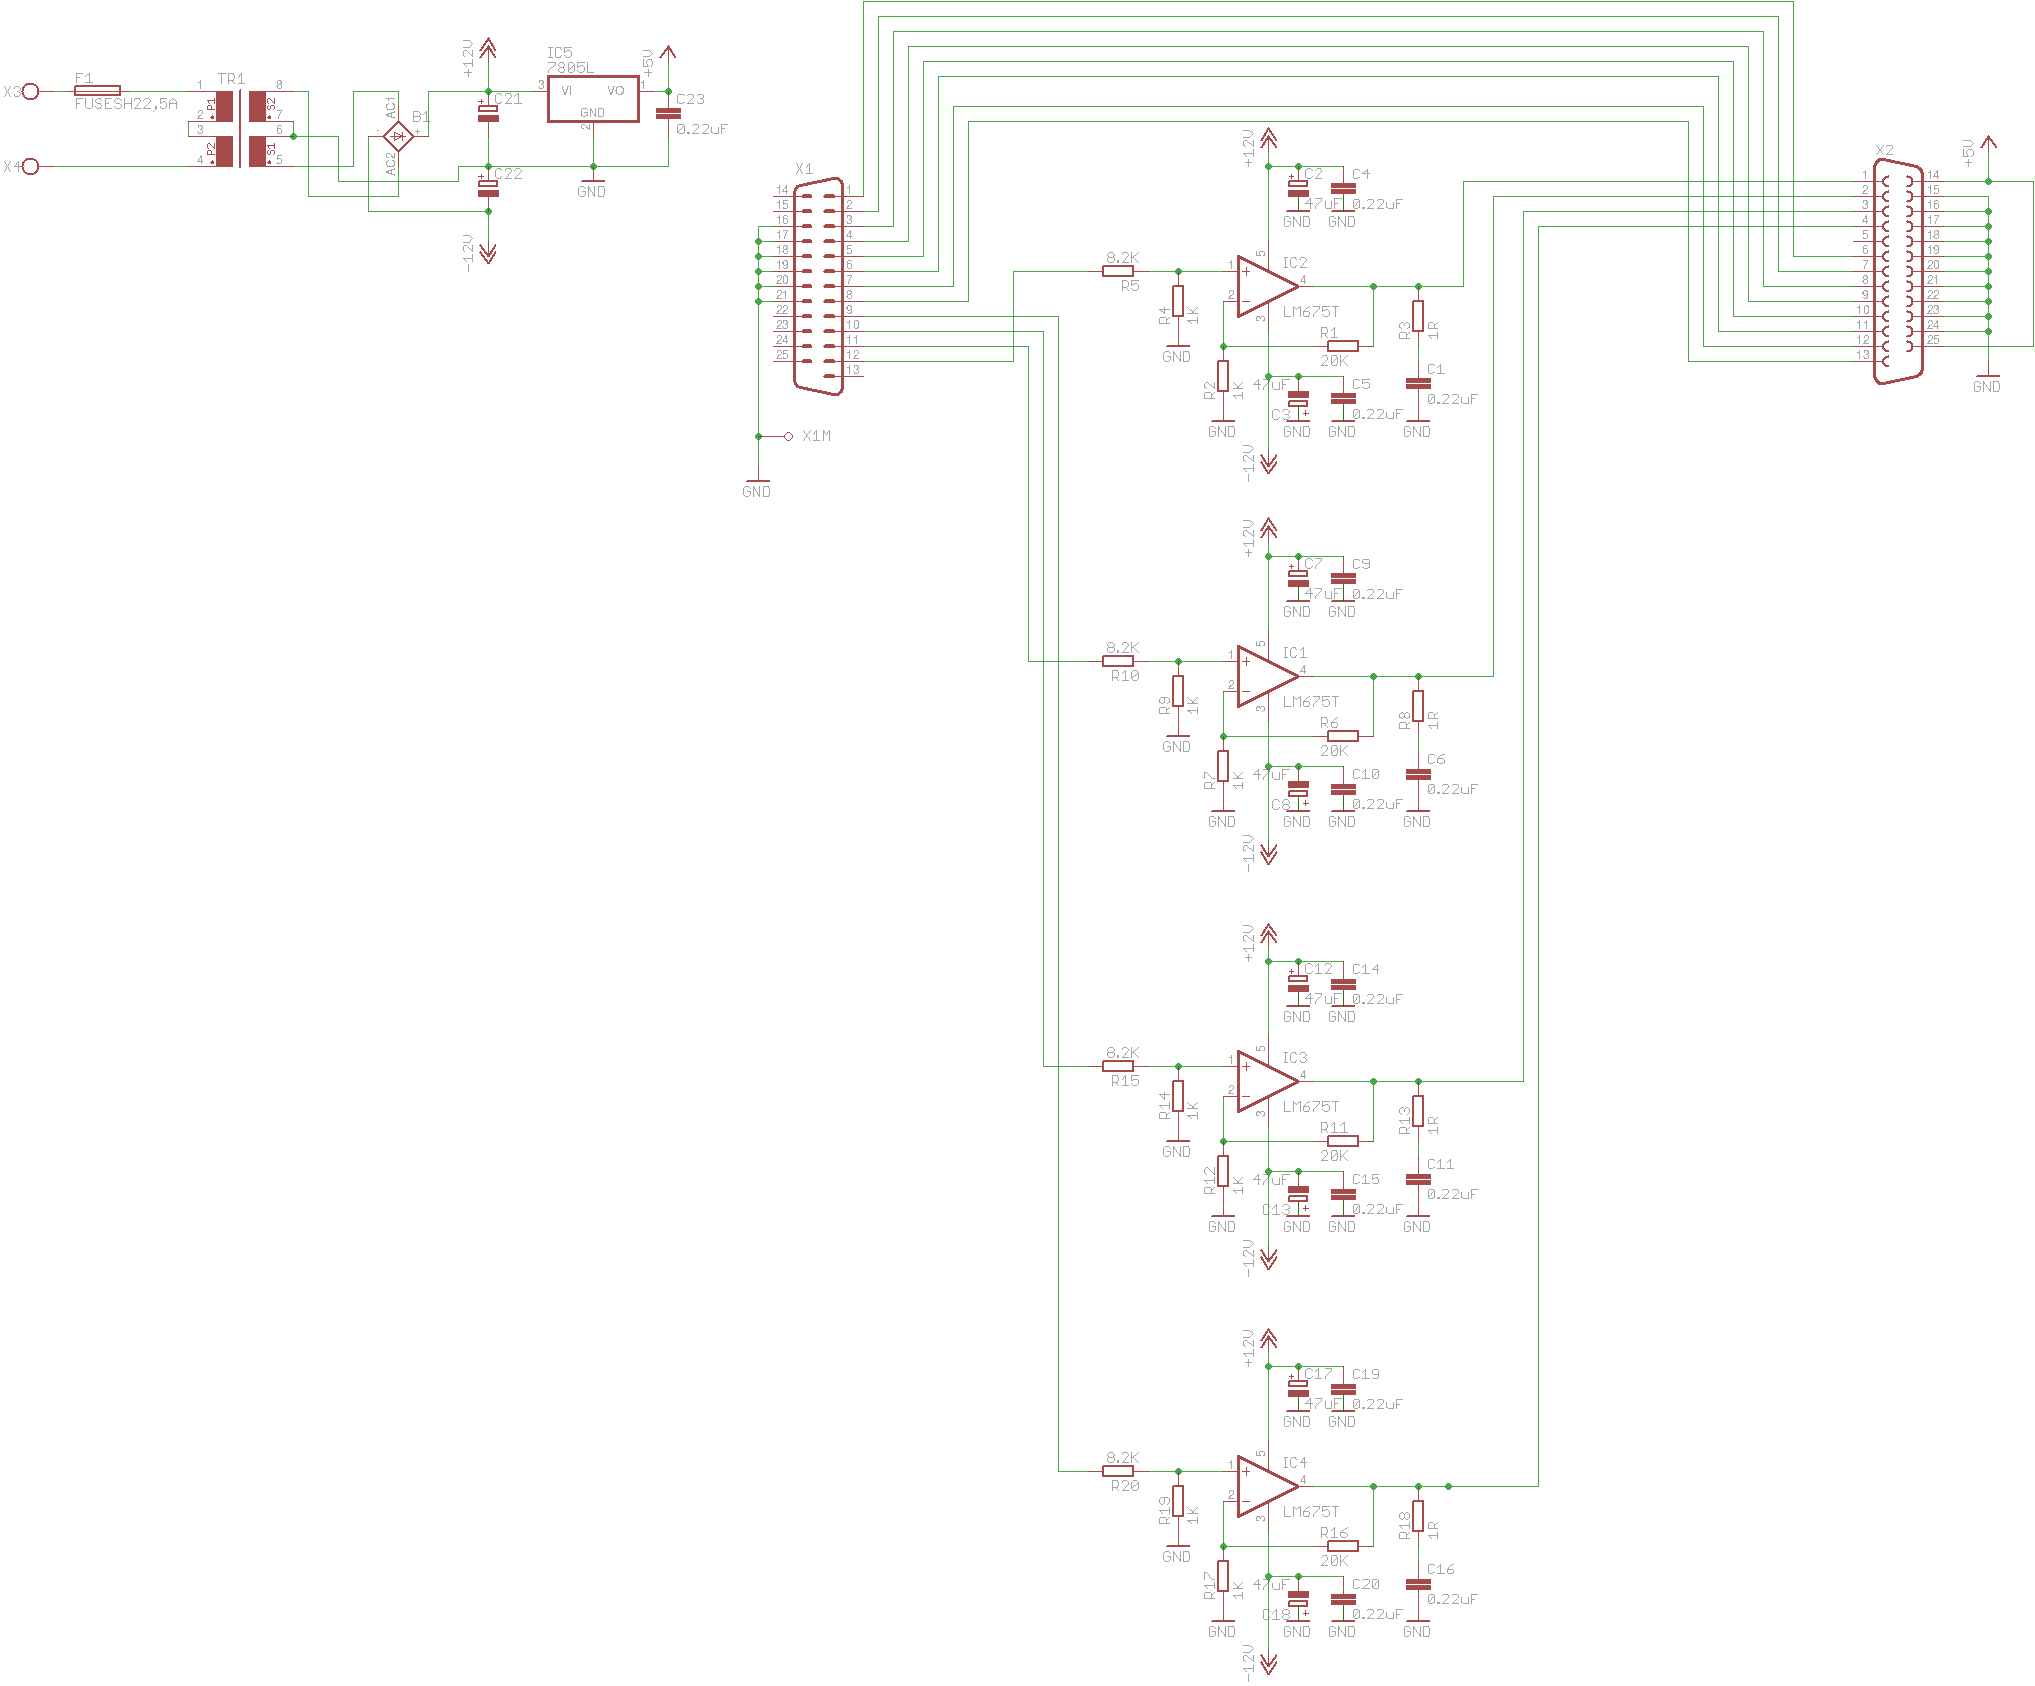 X3
F1
FUSESH22,5A
X4
TR1
1
2
3
4
P1
P2
S2
S1
8
7
6
5
AC1
AC2
B1
-
+
+12V
C21
C22
-12V
IC5
7805L
3
VI
VO
1
GND
2
GND
+5V
C23
0.22uF
X1
14
15
16
17
18
19
20
21
22
23
24
25
1
2
3
4
5
6
7
8
9
10
11
12
13
X1M
GND
+12V
C2
47uF
GND
C4
0.22uF
GND
8.2K
R5
R4
1K
GND
1
2
5
3
4
IC2
LM675T
R1
20K
R2
1K
GND
47uF
C3
GND
C5
0.22uF
GND
R3
1R
C1
0.22uF
GND
-12V
+12V
C7
47uF
GND
C9
0.22uF
GND
8.2K
R10
R9
1K
GND
1
2
5
3
4
IC1
LM675T
R6
20K
R7
1K
GND
47uF
C8
GND
C10
0.22uF
GND
R8
1R
C6
0.22uF
GND
-12V
+12V
C12
47uF
GND
C14
0.22uF
GND
8.2K
R15
R14
1K
GND
1
2
5
3
4
IC3
LM675T
R11
20K
R12
1K
GND
47uF
C13
GND
C15
0.22uF
GND
R13
1R
C11
0.22uF
GND
-12V
+12V
C17
47uF
GND
C19
0.22uF
GND
8.2K
R20
R19
1K
GND
1
2
5
3
4
IC4
LM675T
R16
20K
R17
1K
GND
47uF
C18
GND
C20
0.22uF
GND
R18
1R
C16
0.22uF
GND
-12V
X2
1
2
3
4
5
6
7
8
9
10
11
12
13
14
15
16
17
18
19
20
21
22
23
24
25
+5V
GND